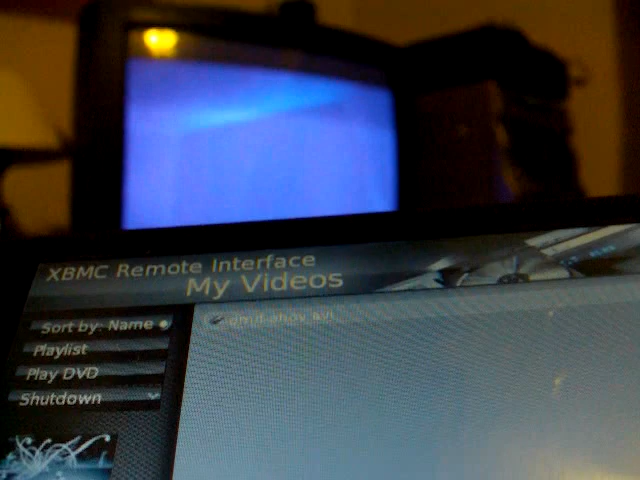 XBMC Remote Interface
My Videos
Sort by: Name
Playlist
Play DVD
Shutdown